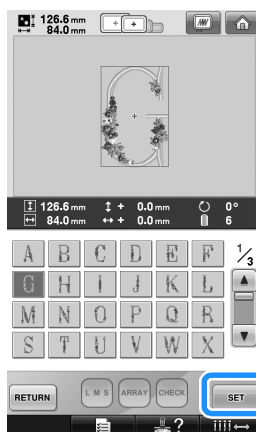 126.6 mm
84.0 mm
126.6 mm + 0.0 mm 0°
84.0 mm + 0.0 mm 6
A B C D E F 1/3
G H I J K L
M N O P Q R
S T U V W X
RETURN L M S ARRAY CHECK SET
?